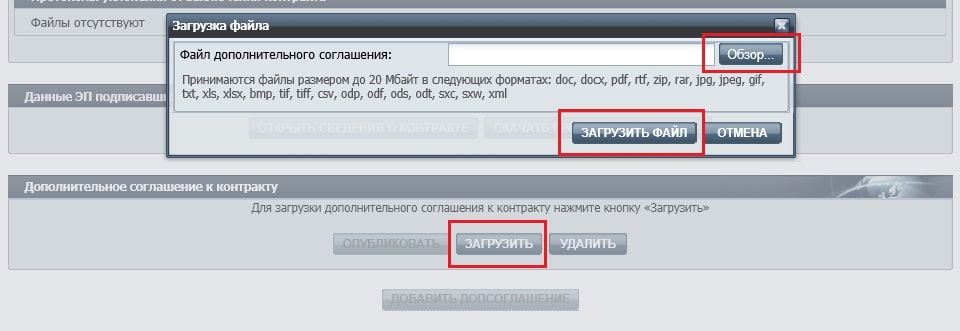 Файлы отсутствуют
Загрузка файла
Файл дополнительного соглашения:
Обзор...
Принимаются файлы размером до 20 Мбайт в следующих форматах: doc, docx, pdf, rtf, zip, rar, jpg, jpeg, gif,
txt, xls, xlsx, bmp, tif, tiff, csv, odp, odf, ods, odt, sxc, sxw, xml
Данные ЭП подписавш
ОТКРЫТЬ СВЕДЕНИЯ О КОНТРАКТЕ
СКАЧАТЬ
ЗАГРУЗИТЬ ФАЙЛ
ОТМЕНА
Дополнительное соглашение к контракту
Для загрузки дополнительного соглашения к контракту нажмите кнопку «Загрузить»
ОПУБЛИКОВАТЬ
ЗАГРУЗИТЬ
УДАЛИТЬ
ДОБАВИТЬ ДОПСОГЛАШЕНИЕ